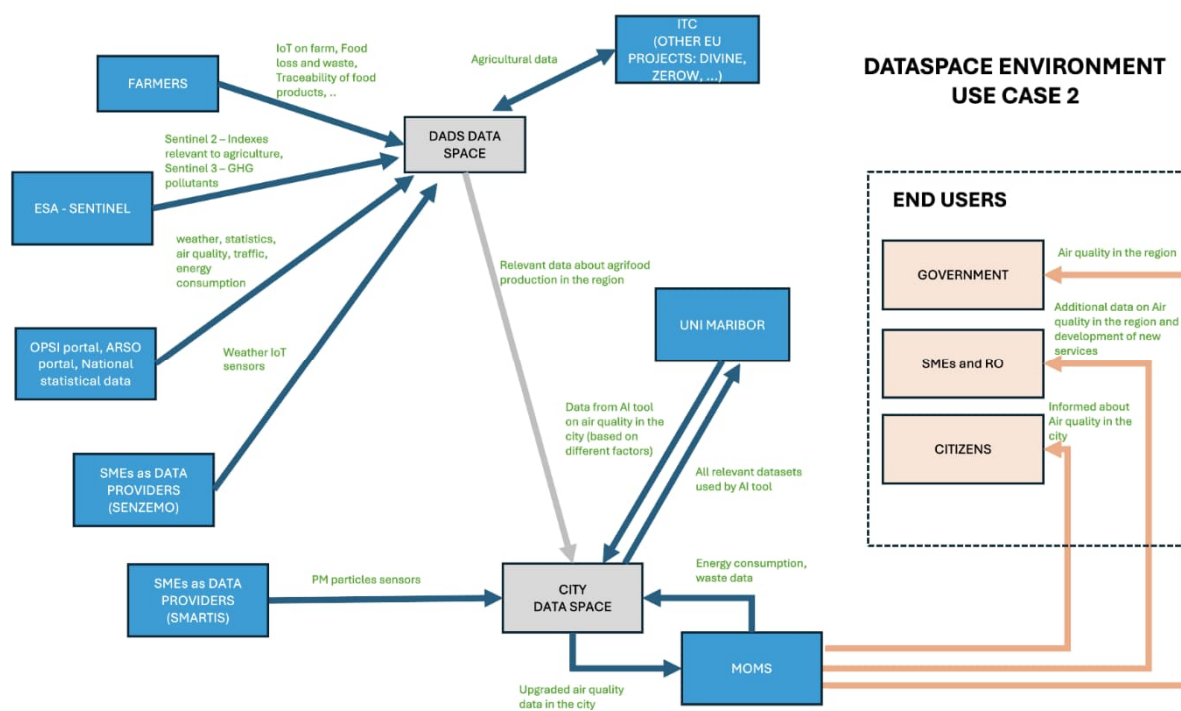 ITC
(OTHER EU
PROJECTS: DIVINE,
ZEROW, ...)
DATASPACE ENVIRONMENT
USE CASE 2
IoT on farm, Food
loss and waste,
Traceability of food
products, ..
Agricultural data
FARMERS
DADS DATA
SPACE
Sentinel 2 – Indexes
relevant to agriculture,
Sentinel 3 – GHG
pollutants
ESA - SENTINEL
weather, statistics,
air quality, traffic,
energy
consumption
Relevant data about agrifood
production in the region
OPSI portal, ARSO
portal, National
statistical data
Weather IoT
sensors
UNI MARIBOR
END USERS
GOVERNMENT
Air quality in the region
Additional data on Air
quality in the region and
development of new
services
SMEs and RO
Informed about
Air quality in the
city
CITIZENS
Data from AI tool
on air quality in the
city (based on
different factors)
All relevant datasets
used by AI tool
SMEs as DATA
PROVIDERS
(SENZEMO)
SMEs as DATA
PROVIDERS
(SMARTIS)
PM particles sensors
CITY
DATA SPACE
Energy consumption,
waste data
MOMS
Upgraded air quality
data in the city